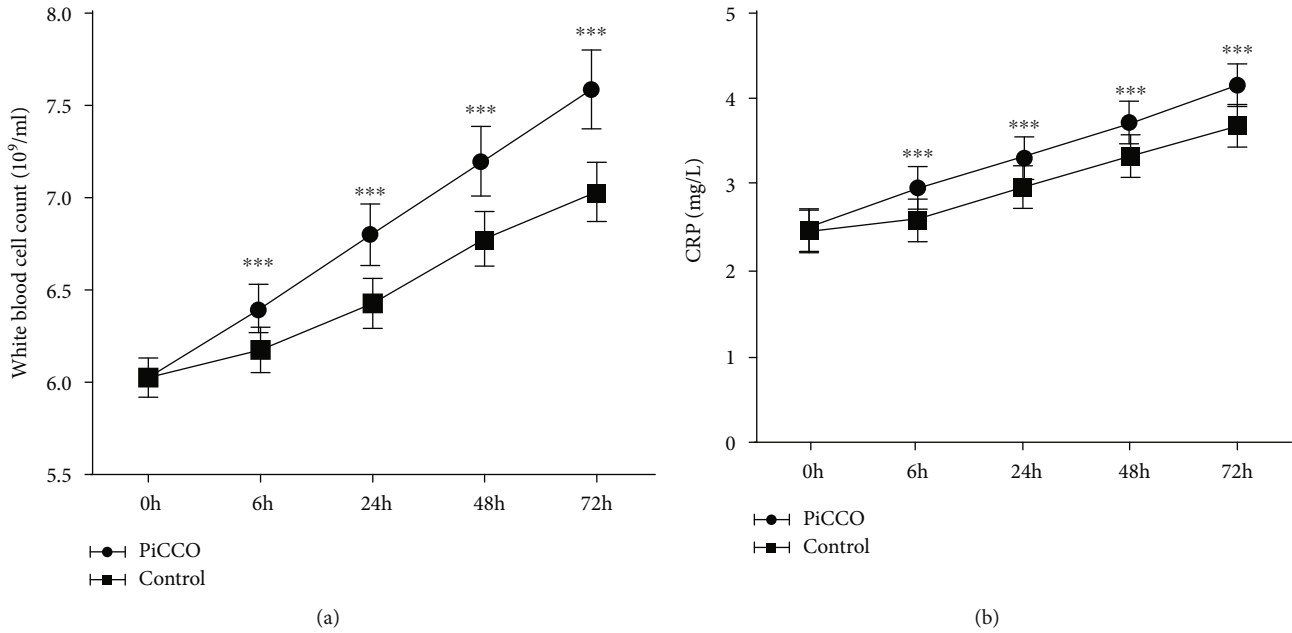 White blood cell count (10⁹/ml)
8.0
7.5
7.0
6.5
6.0
5.5
***
***
***
***
0h 6h 24h 48h 72h
PiCCO
Control
(a)
CRP (mg/L)
5
4
3
2
1
0
***
***
***
***
0h 6h 24h 48h 72h
PiCCO
Control
(b)